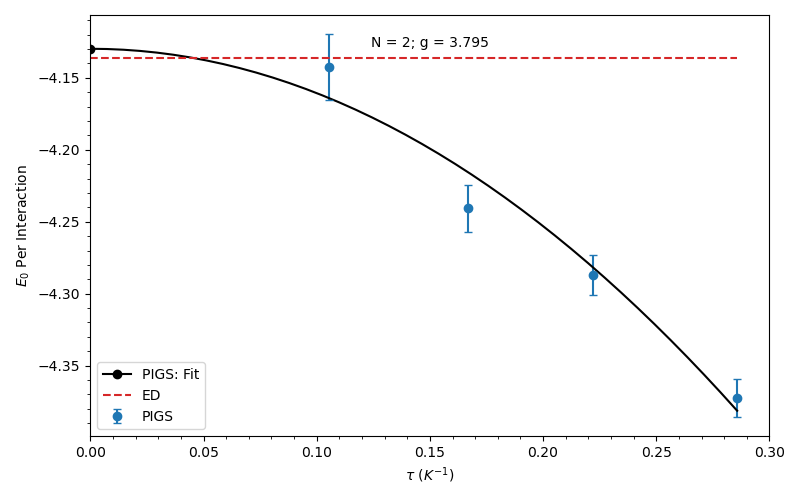 N = 2; g = 3.795
−4.15
−4.20
−4.25
−4.30
−4.35
E₀ Per Interaction
PIGS: Fit
ED
PIGS
0.00 0.05 0.10 0.15 0.20 0.25 0.30
τ (K⁻¹)